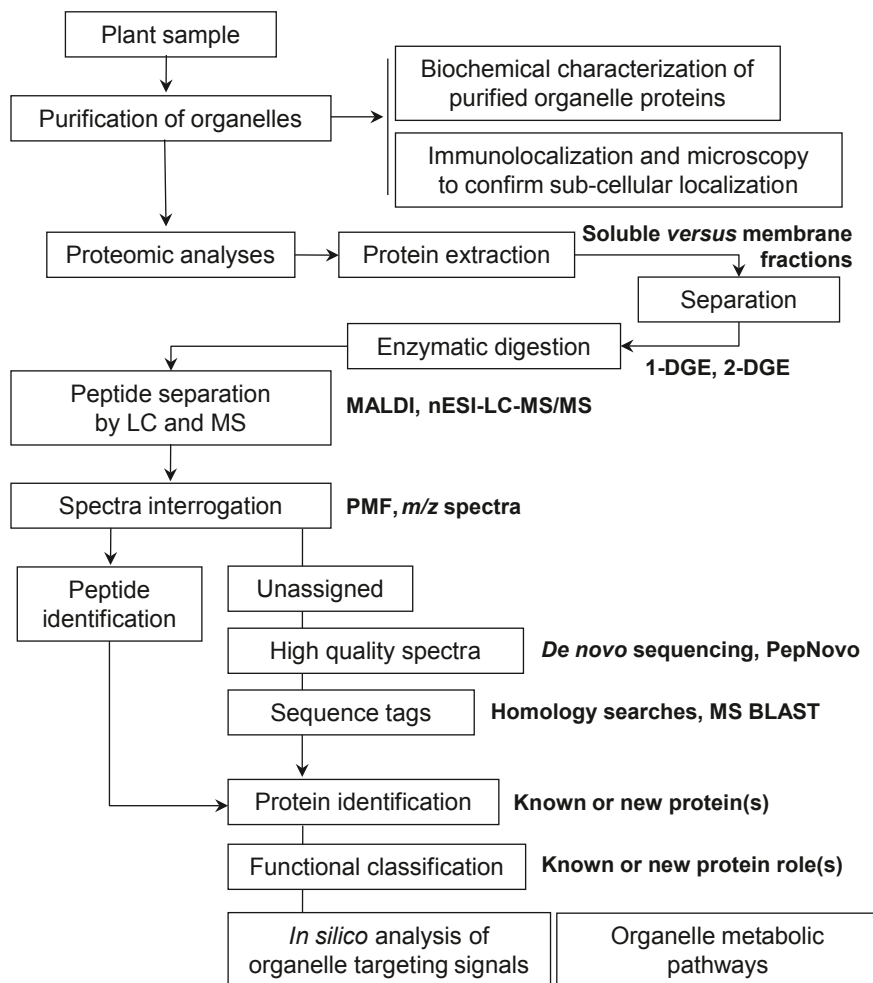 Plant sample
Purification of organelles
Biochemical characterization of
purified organelle proteins
Immunolocalization and microscopy
to confirm sub-cellular localization
Proteomic analyses
Protein extraction
Soluble versus membrane
fractions
Separation
Enzymatic digestion
1-DGE, 2-DGE
Peptide separation
by LC and MS
MALDI, nESI-LC-MS/MS
Spectra interrogation
PMF, m/z spectra
Peptide
identification
Unassigned
High quality spectra
De novo sequencing, PepNovo
Sequence tags
Homology searches, MS BLAST
Protein identification
Known or new protein(s)
Functional classification
Known or new protein role(s)
In silico analysis of
organelle targeting signals
Organelle metabolic
pathways